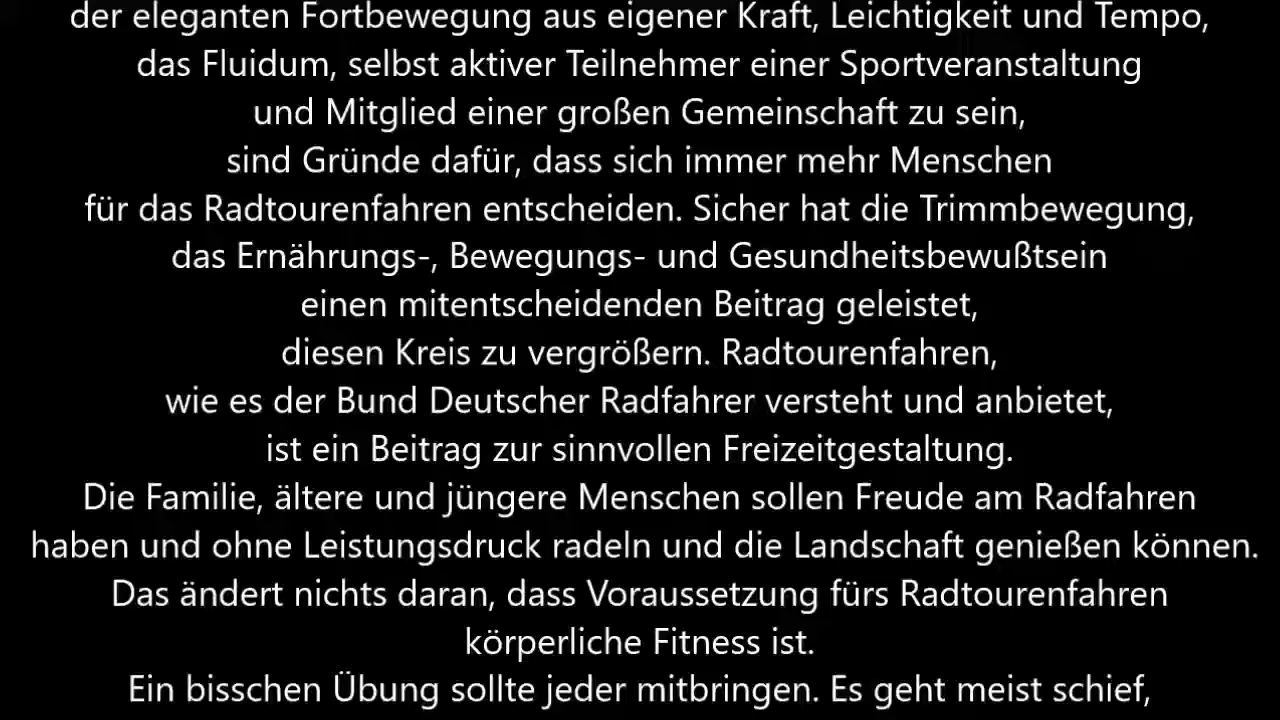 der eleganten Fortbewegung aus eigener Kraft, Leichtigkeit und Tempo,
das Fluidum, selbst aktiver Teilnehmer einer Sportveranstaltung
und Mitglied einer großen Gemeinschaft zu sein,
sind Gründe dafür, dass sich immer mehr Menschen
für das Radtourenfahren entscheiden. Sicher hat die Trimmbewegung,
das Ernährungs-, Bewegungs- und Gesundheitsbewußtsein
einen mitentscheidenden Beitrag geleistet,
diesen Kreis zu vergrößern. Radtourenfahren,
wie es der Bund Deutscher Radfahrer versteht und anbietet,
ist ein Beitrag zur sinnvollen Freizeitgestaltung.
Die Familie, ältere und jüngere Menschen sollen Freude am Radfahren
haben und ohne Leistungsdruck radeln und die Landschaft genießen können.
Das ändert nichts daran, dass Voraussetzung fürs Radtourenfahren
körperliche Fitness ist.
Ein bisschen Übung sollte jeder mitbringen. Es geht meist schief,